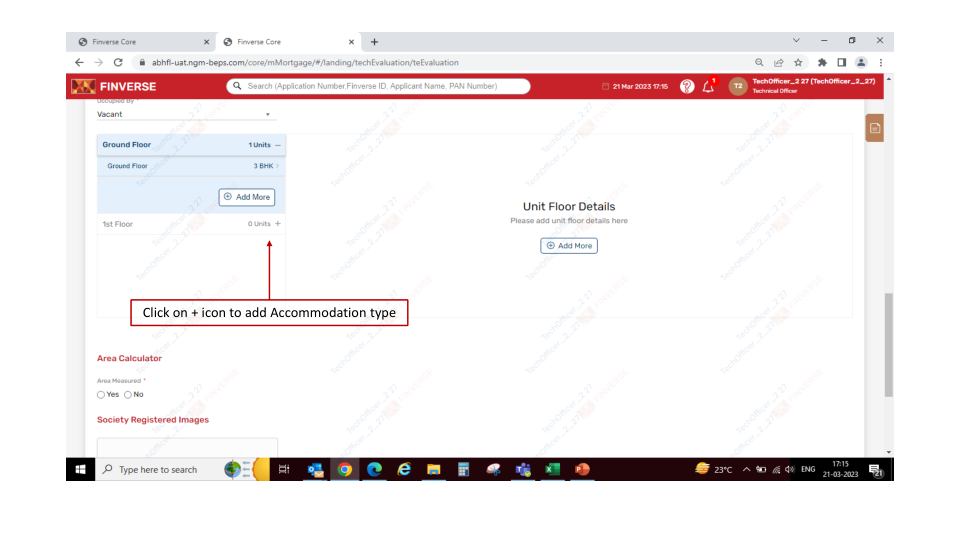 Finverse Core
Finverse Core
abhfl-uat.ngm-beps.com/core/mMortgage/#/landing/techEvaluation/teEvaluation
FINVERSE
Search (Application Number,Finverse ID, Applicant Name, PAN Number)
21 Mar 2023 17:15
1
T2
TechOfficer_2 27 (TechOfficer_2_27)
Technical Officer
Occupied By *
Vacant
Ground Floor 1 Units −
Ground Floor 3 BHK >
Add More
1st Floor 0 Units +
Unit Floor Details
Please add unit floor details here
Add More
Click on + icon to add Accommodation type
Area Calculator
Area Measured *
Yes No
Society Registered Images
Type here to search
23°C
ENG
17:15
21-03-2023
21